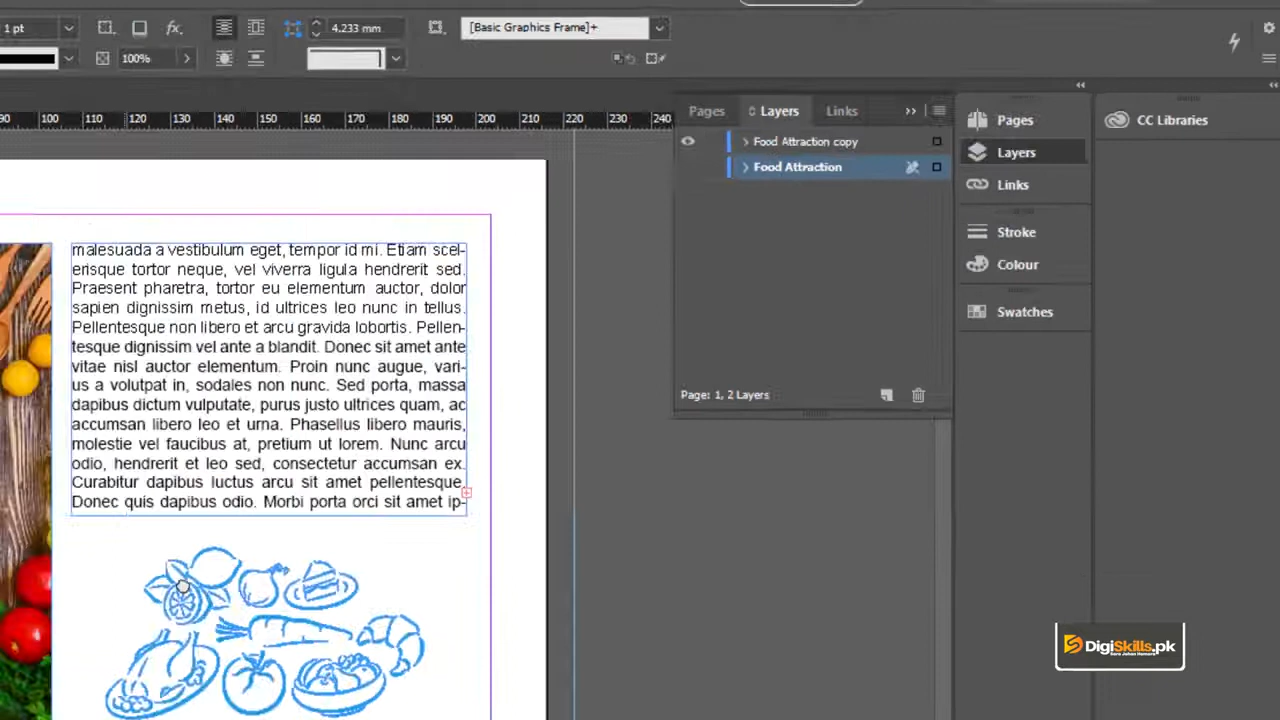 1 pt
4.233 mm
[Basic Graphics Frame]+
100%
90 100 110 120 130 140 150 160 170 180 190 200 210 220 230 240
Pages Layers Links
Food Attraction copy
Food Attraction
Page: 1, 2 Layers
Pages
Layers
Links
Stroke
Colour
Swatches
CC Libraries
malesuada a vestibulum eget, tempor id mi. Etiam scel-
erisque tortor neque, vel viverra ligula hendrerit sed.
Praesent pharetra, tortor eu elementum auctor, dolor
sapien dignissim metus, id ultrices leo nunc in tellus.
Pellentesque non libero et arcu gravida lobortis. Pellen-
tesque dignissim vel ante a blandit. Donec sit amet ante
vitae nisl auctor elementum. Proin nunc augue, vari-
us a volutpat in, sodales non nunc. Sed porta, massa
dapibus dictum vulputate, purus justo ultrices quam, ac
accumsan libero leo et urna. Phasellus libero mauris,
molestie vel faucibus at, pretium ut lorem. Nunc arcu
odio, hendrerit et leo sed, consectetur accumsan ex.
Curabitur dapibus luctus arcu sit amet pellentesque.
Donec quis dapibus odio. Morbi porta orci sit amet ip-
DigiSkills.pk